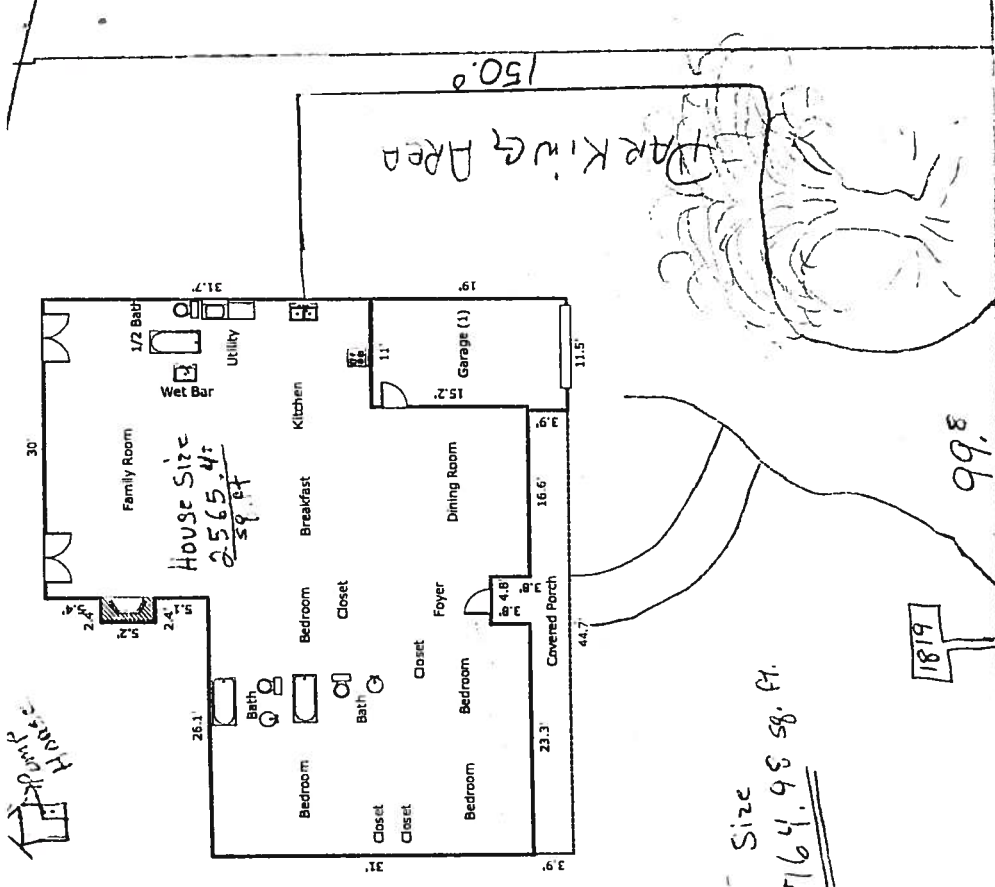 150.0
PARKING AREA
Pump
House
30'
31.7'
19'
1/2 Bath
Utility
Wet Bar
Family Room
House Size
2565.4
sq ft
Kitchen
11'
Garage (1)
15.2'
11.5'
3.9'
5.4'
2.4'
5.2'
2.4'
5.1'
Breakfast
Dining Room
16.6'
Bedroom
Closet
Foyer
4.8'
3.8'
3.8'
Covered Porch
44.7'
26.1'
Bath
Bath
Closet
Bedroom
23.3'
Bedroom
Closet
Closet
Bedroom
31'
3.9'
99.8
1819
Size
7164.98 sq. ft.